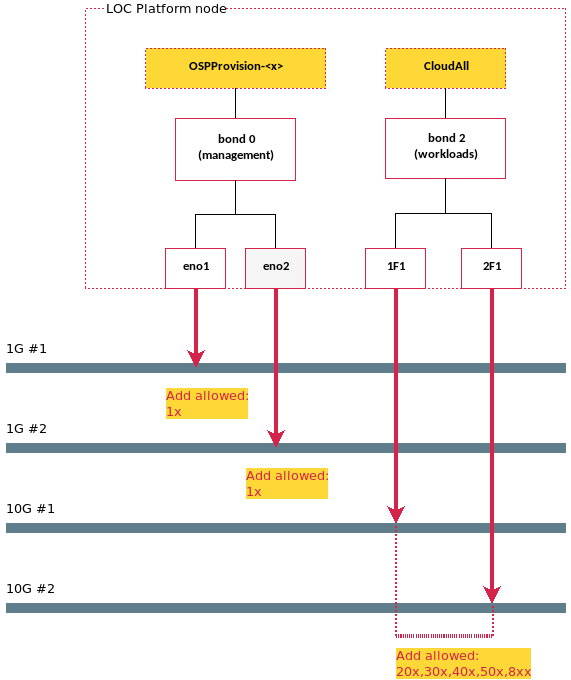 LOC Platform node
OSPProvision-<x>
CloudAll
bond 0
(management)
bond 2
(workloads)
eno1
eno2
1F1
2F1
1G #1
Add allowed:
1x
1G #2
Add allowed:
1x
10G #1
10G #2
Add allowed:
20x,30x,40x,50x,8xx